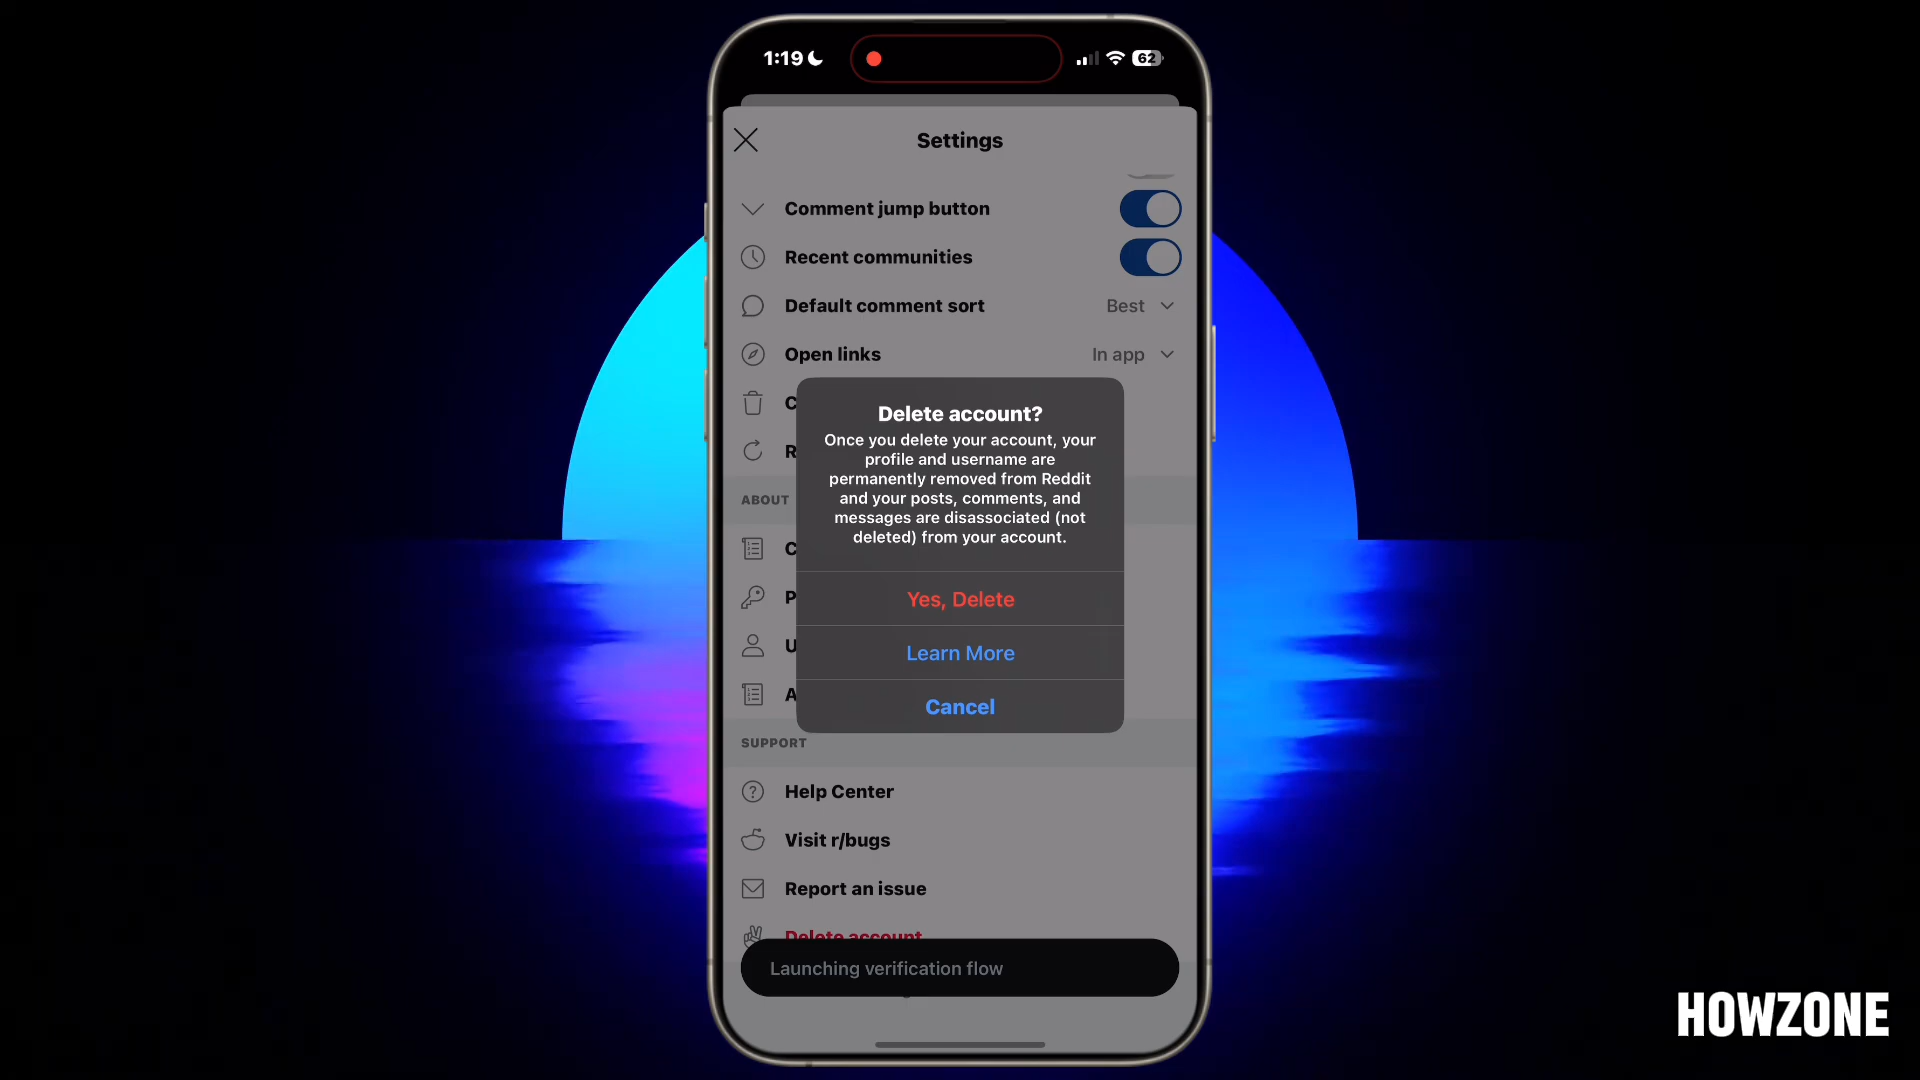 1:19
62
Settings
Comment jump button
Recent communities
Default comment sort Best
Open links In app
C
R
ABOUT
C
P
U
A
Delete account?
Once you delete your account, your
profile and username are
permanently removed from Reddit
and your posts, comments, and
messages are disassociated (not
deleted) from your account.
Yes, Delete
Learn More
Cancel
SUPPORT
Help Center
Visit r/bugs
Report an issue
Delete account
Launching verification flow
HOWZONE